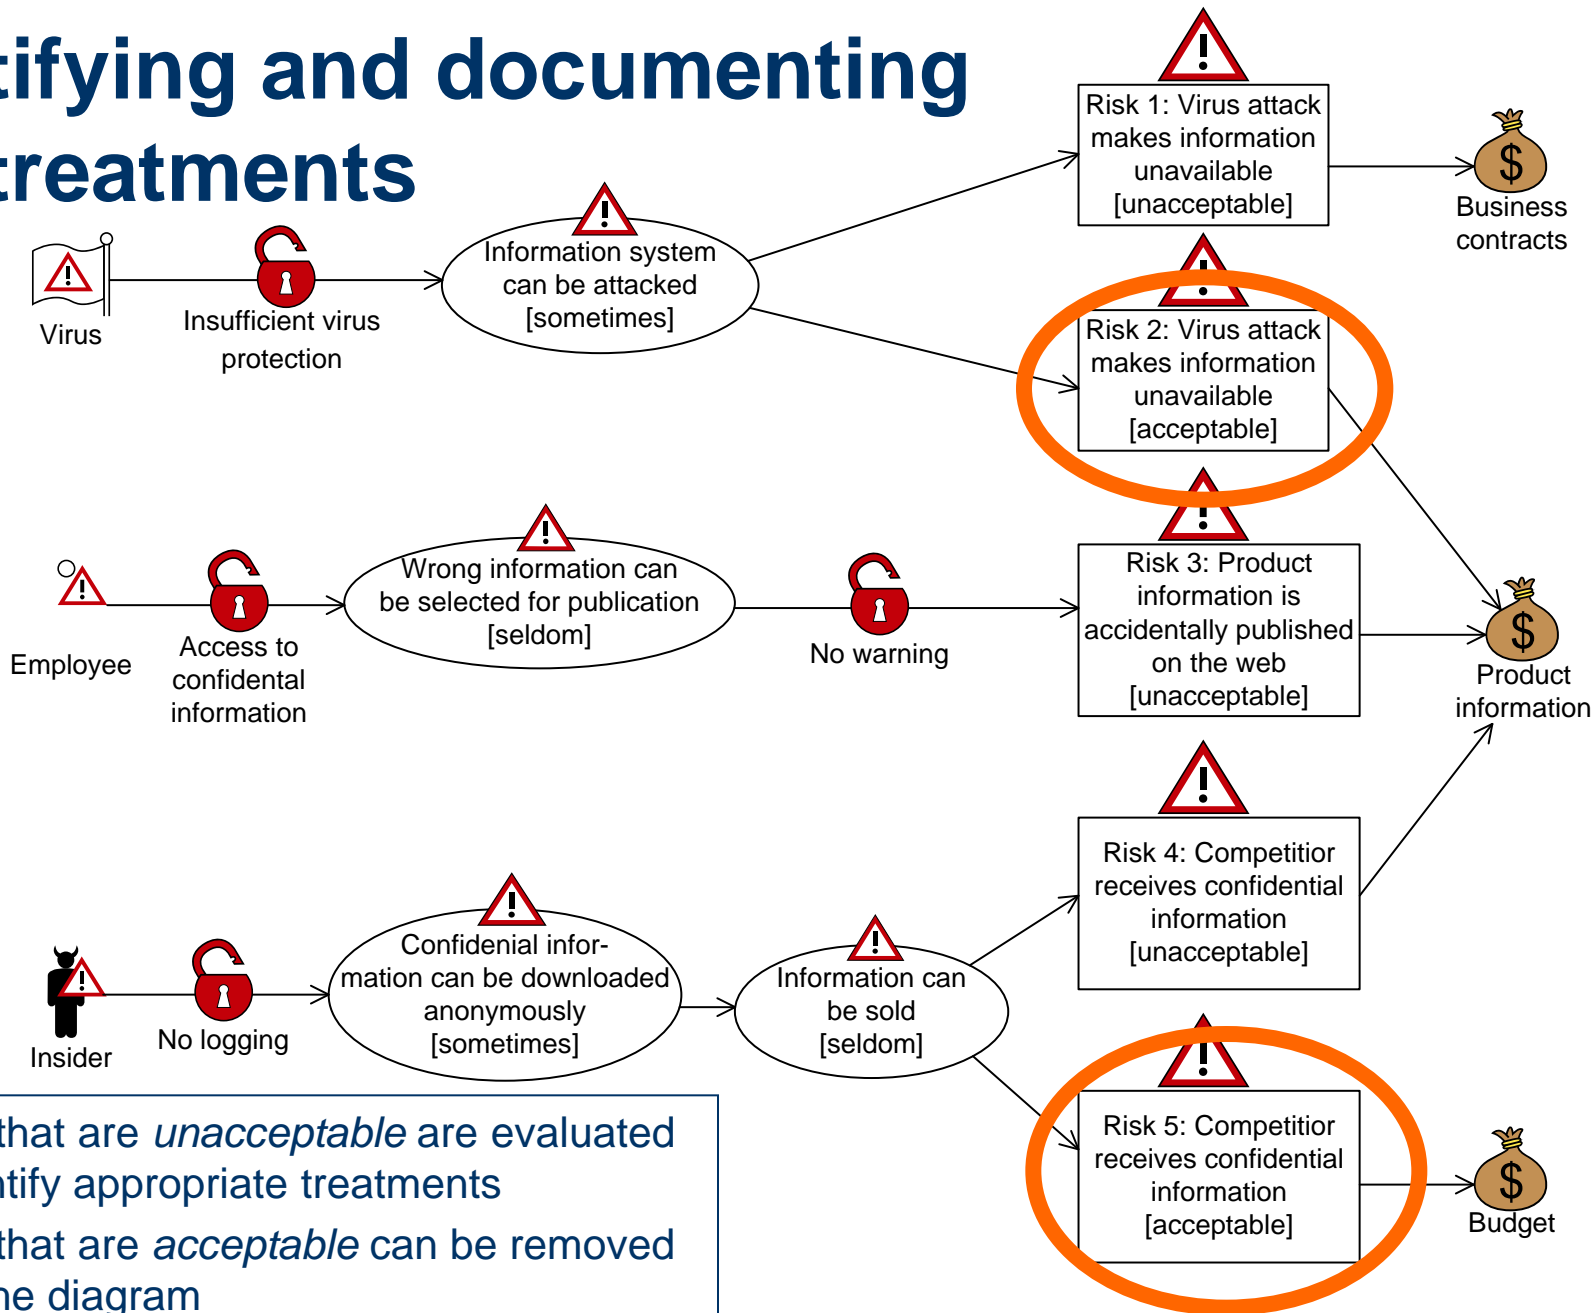 tifying and documenting
treatments
Risk 1: Virus attack
makes information
unavailable
[unacceptable]
$
Business
contracts
Virus
Insufficient virus
protection
Information system
can be attacked
[sometimes]
Risk 2: Virus attack
makes information
unavailable
[acceptable]
Employee
Access to
confidental
information
Wrong information can
be selected for publication
[seldom]
No warning
Risk 3: Product
information is
accidentally published
on the web
[unacceptable]
$
Product
information
Risk 4: Competitior
receives confidential
information
[unacceptable]
Insider
No logging
Confidenial infor-
mation can be downloaded
anonymously
[sometimes]
Information can
be sold
[seldom]
Risk 5: Competitior
receives confidential
information
[acceptable]
$
Budget
that are unacceptable are evaluated
ntify appropriate treatments
that are acceptable can be removed
he diagram